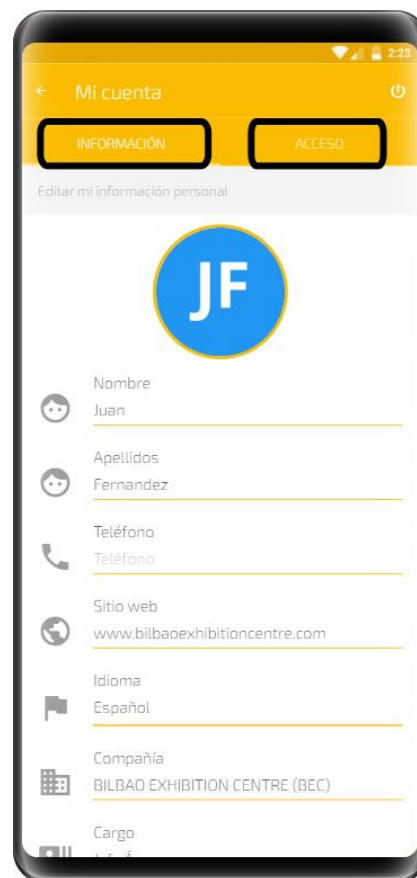 2:23
Mi cuenta
INFORMACIÓN
ACCESO
Editar mi información personal
JF
Nombre
Juan
Apellidos
Fernandez
Teléfono
Teléfono
Sitio web
www.bilbaoexhibitioncentre.com
Idioma
Español
Compañía
BILBAO EXHIBITION CENTRE (BEC)
Cargo